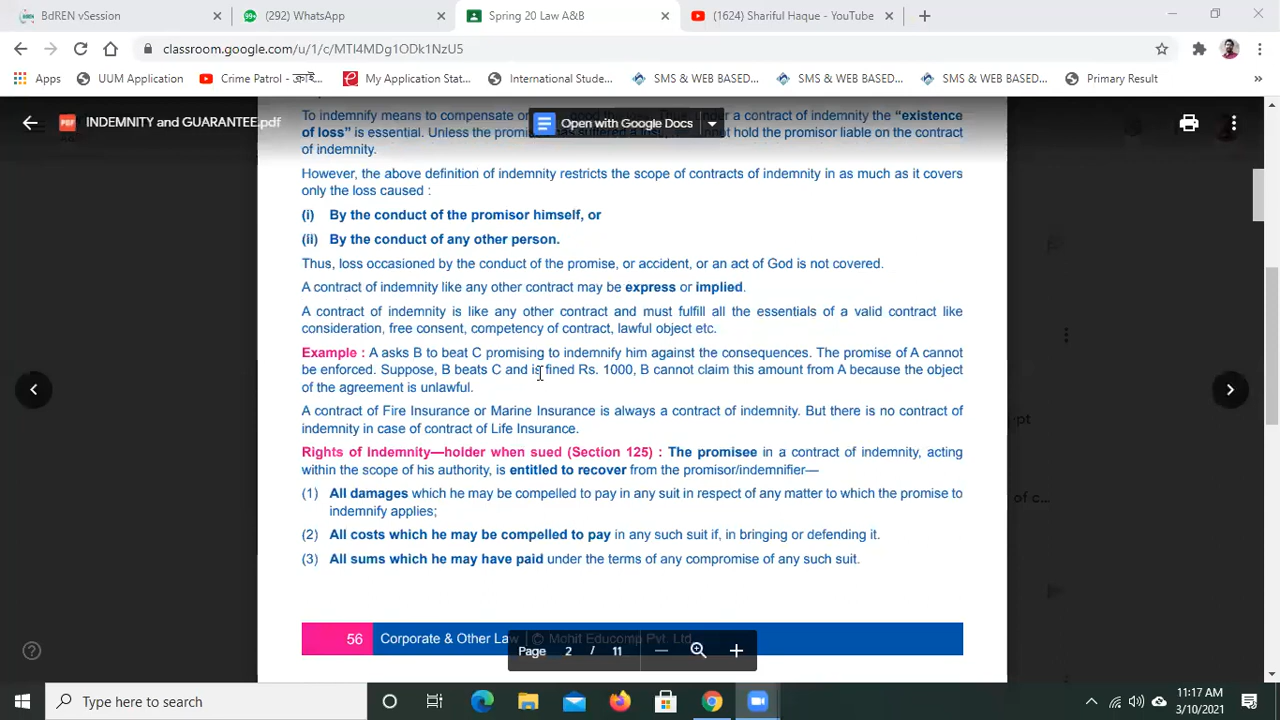 BdREN vSession
(292) WhatsApp
Spring 20 Law A&B
(1624) Shariful Haque - YouTube
classroom.google.com/u/1/c/MTI4MDg1ODk1NzU5
Apps
UUM Application
Crime Patrol - ক্রাই...
My Application Stat...
International Stude...
SMS & WEB BASED...
SMS & WEB BASED...
SMS & WEB BASED...
Primary Result
INDEMNITY and GUARANTEE.pdf
Open with Google Docs
To indemnify means to compensate or good under a contract of indemnity the “existence
of loss” is essential. Unless the promi has suffered a loss, not hold the promisor liable on the contract
of indemnity.
However, the above definition of indemnity restricts the scope of contracts of indemnity in as much as it covers
only the loss caused :
(i) By the conduct of the promisor himself, or
(ii) By the conduct of any other person.
Thus, loss occasioned by the conduct of the promise, or accident, or an act of God is not covered.
A contract of indemnity like any other contract may be express or implied.
A contract of indemnity is like any other contract and must fulfill all the essentials of a valid contract like
consideration, free consent, competency of contract, lawful object etc.
Example : A asks B to beat C promising to indemnify him against the consequences. The promise of A cannot
be enforced. Suppose, B beats C and is fined Rs. 1000, B cannot claim this amount from A because the object
of the agreement is unlawful.
A contract of Fire Insurance or Marine Insurance is always a contract of indemnity. But there is no contract of
indemnity in case of contract of Life Insurance.
Rights of Indemnity—holder when sued (Section 125) : The promisee in a contract of indemnity, acting
within the scope of his authority, is entitled to recover from the promisor/indemnifier—
(1) All damages which he may be compelled to pay in any suit in respect of any matter to which the promise to
indemnify applies;
(2) All costs which he may be compelled to pay in any such suit if, in bringing or defending it.
(3) All sums which he may have paid under the terms of any compromise of any such suit.
56 Corporate & Other Law | © Mohit Educomp Pvt. Ltd.
Page 2 / 11
Type here to search
11:17 AM
3/10/2021